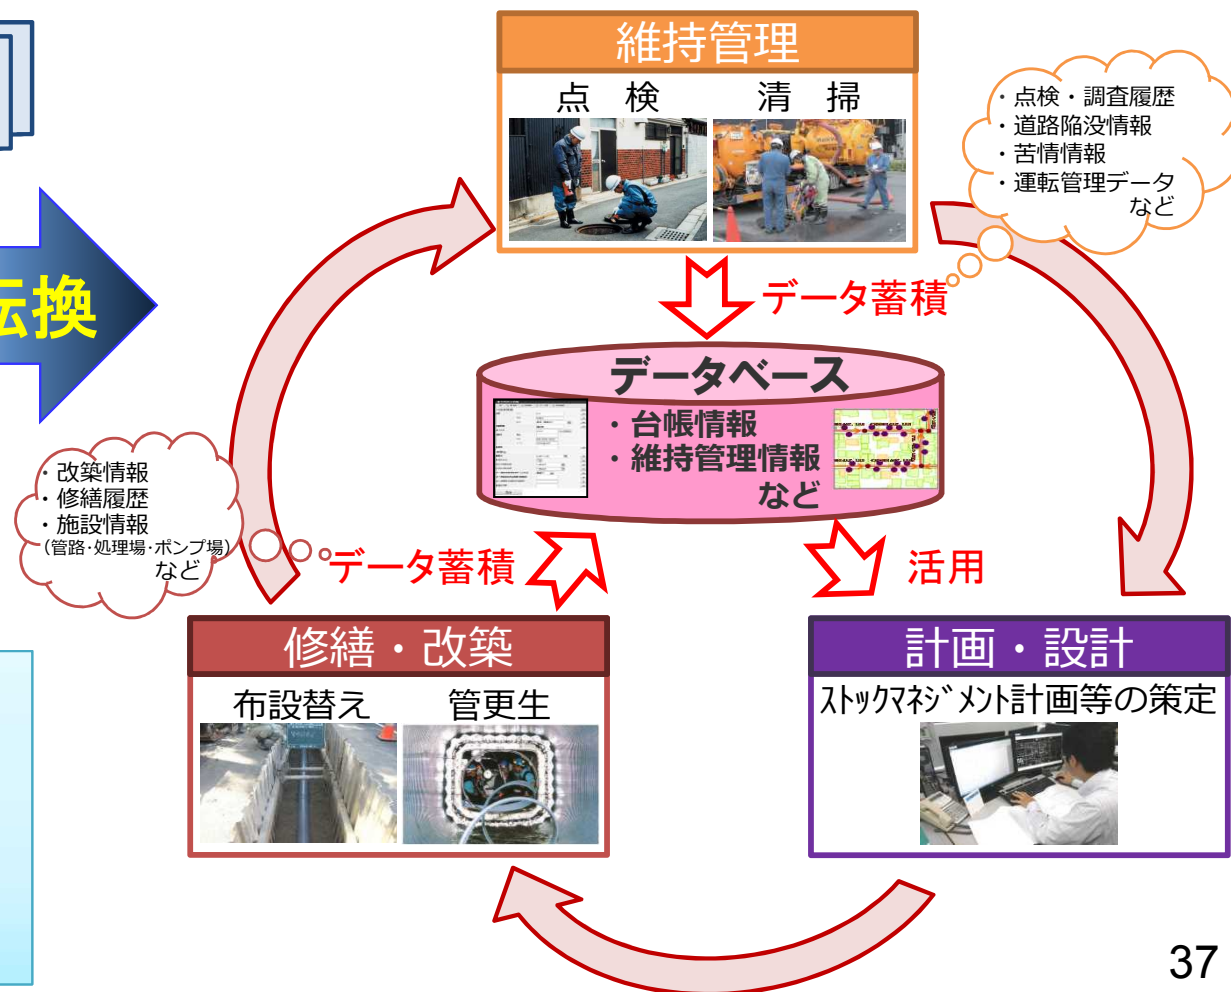 維持管理
点 検
清 掃
・点検・調査履歴
・道路陥没情報
・苦情情報
・運転管理データ
など
転換
データ蓄積
データベース
・台帳情報
・維持管理情報
など
・改築情報
・修繕履歴
・施設情報
（管路・処理場・ポンプ場）
など
データ蓄積
活用
修繕・改築
布設替え
管更生
計画・設計
ｽﾄｯｸﾏﾈｼﾞﾒﾝﾄ計画等の策定
37